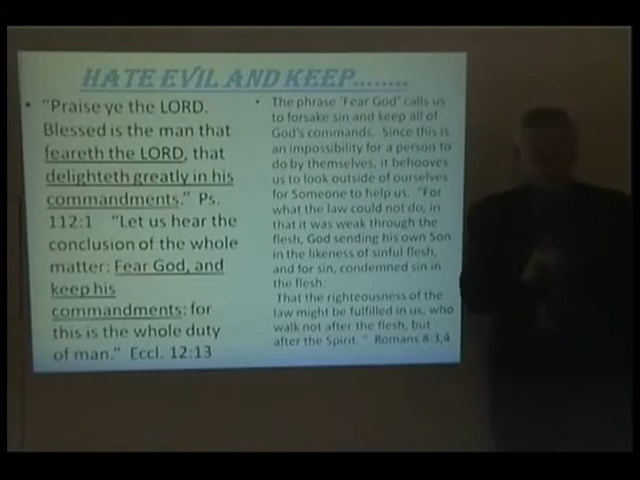 HATE EVIL AND KEEP........
• "Praise ye the LORD.
Blessed is the man that
feareth the LORD, that
delighteth greatly in his
commandments." Ps.
112:1 "Let us hear the
conclusion of the whole
matter: Fear God, and
keep his
commandments: for
this is the whole duty
of man." Eccl. 12:13
• The phrase 'Fear God' calls us
to forsake sin and keep all of
God's commands. Since this is
an impossibility for a person to
do by themselves, it behooves
us to look outside of ourselves
for Someone to help us. "For
what the law could not do, in
that it was weak through the
flesh, God sending his own Son
in the likeness of sinful flesh,
and for sin, condemned sin in
the flesh:
That the righteousness of the
law might be fulfilled in us, who
walk not after the flesh, but
after the Spirit. " Romans 8:3,4